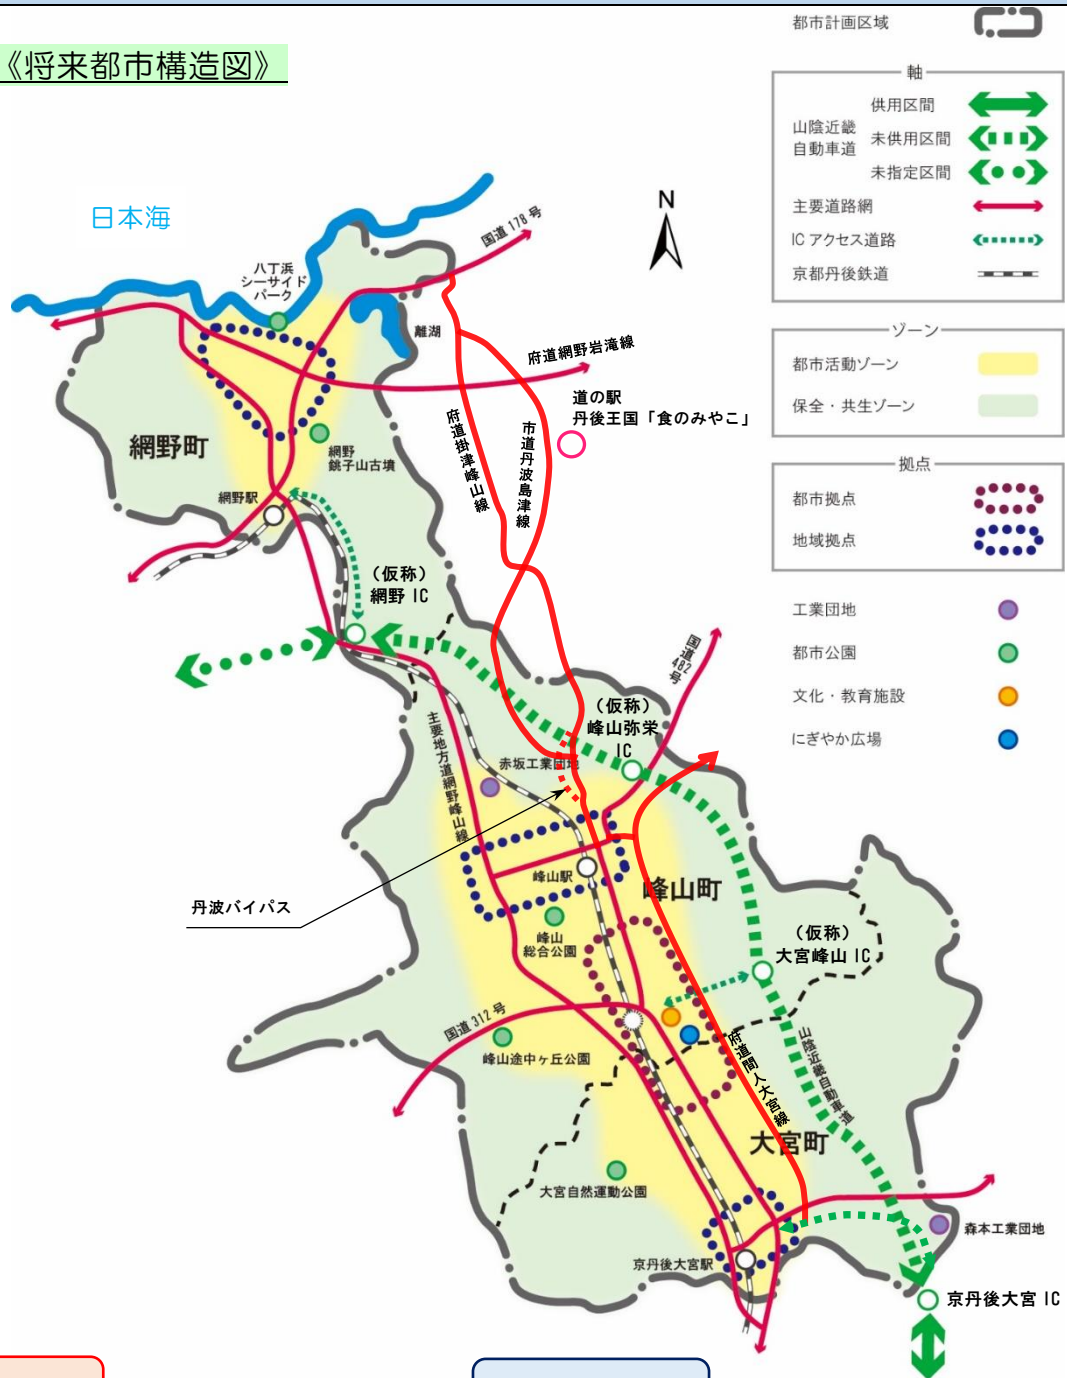 《将来都市構造図》
都市計画区域
軸
山陰近畿
自動車道
供用区間
未供用区間
未指定区間
主要道路網
IC アクセス道路
京都丹後鉄道
ゾーン
都市活動ゾーン
保全・共生ゾーン
拠点
都市拠点
地域拠点
工業団地
都市公園
文化・教育施設
にぎやか広場
N
日本海
国道 178 号
八丁浜
シーサイド
パーク
離湖
府道網野岩滝線
道の駅
丹後王国「食のみやこ」
府道掛津峰山線
市道丹波島津線
網野町
網野
銚子山古墳
網野駅
（仮称）
網野 IC
国道 482 号
（仮称）
峰山弥栄
IC
主要地方道網野峰山線
赤坂工業団地
峰山駅
峰山町
丹波バイパス
峰山
総合公園
（仮称）
大宮峰山 IC
国道 312 号
峰山途中ヶ丘公園
府道間人大宮線
山陰近畿自動車道
大宮町
大宮自然運動公園
森本工業団地
京丹後大宮駅
京丹後大宮 IC